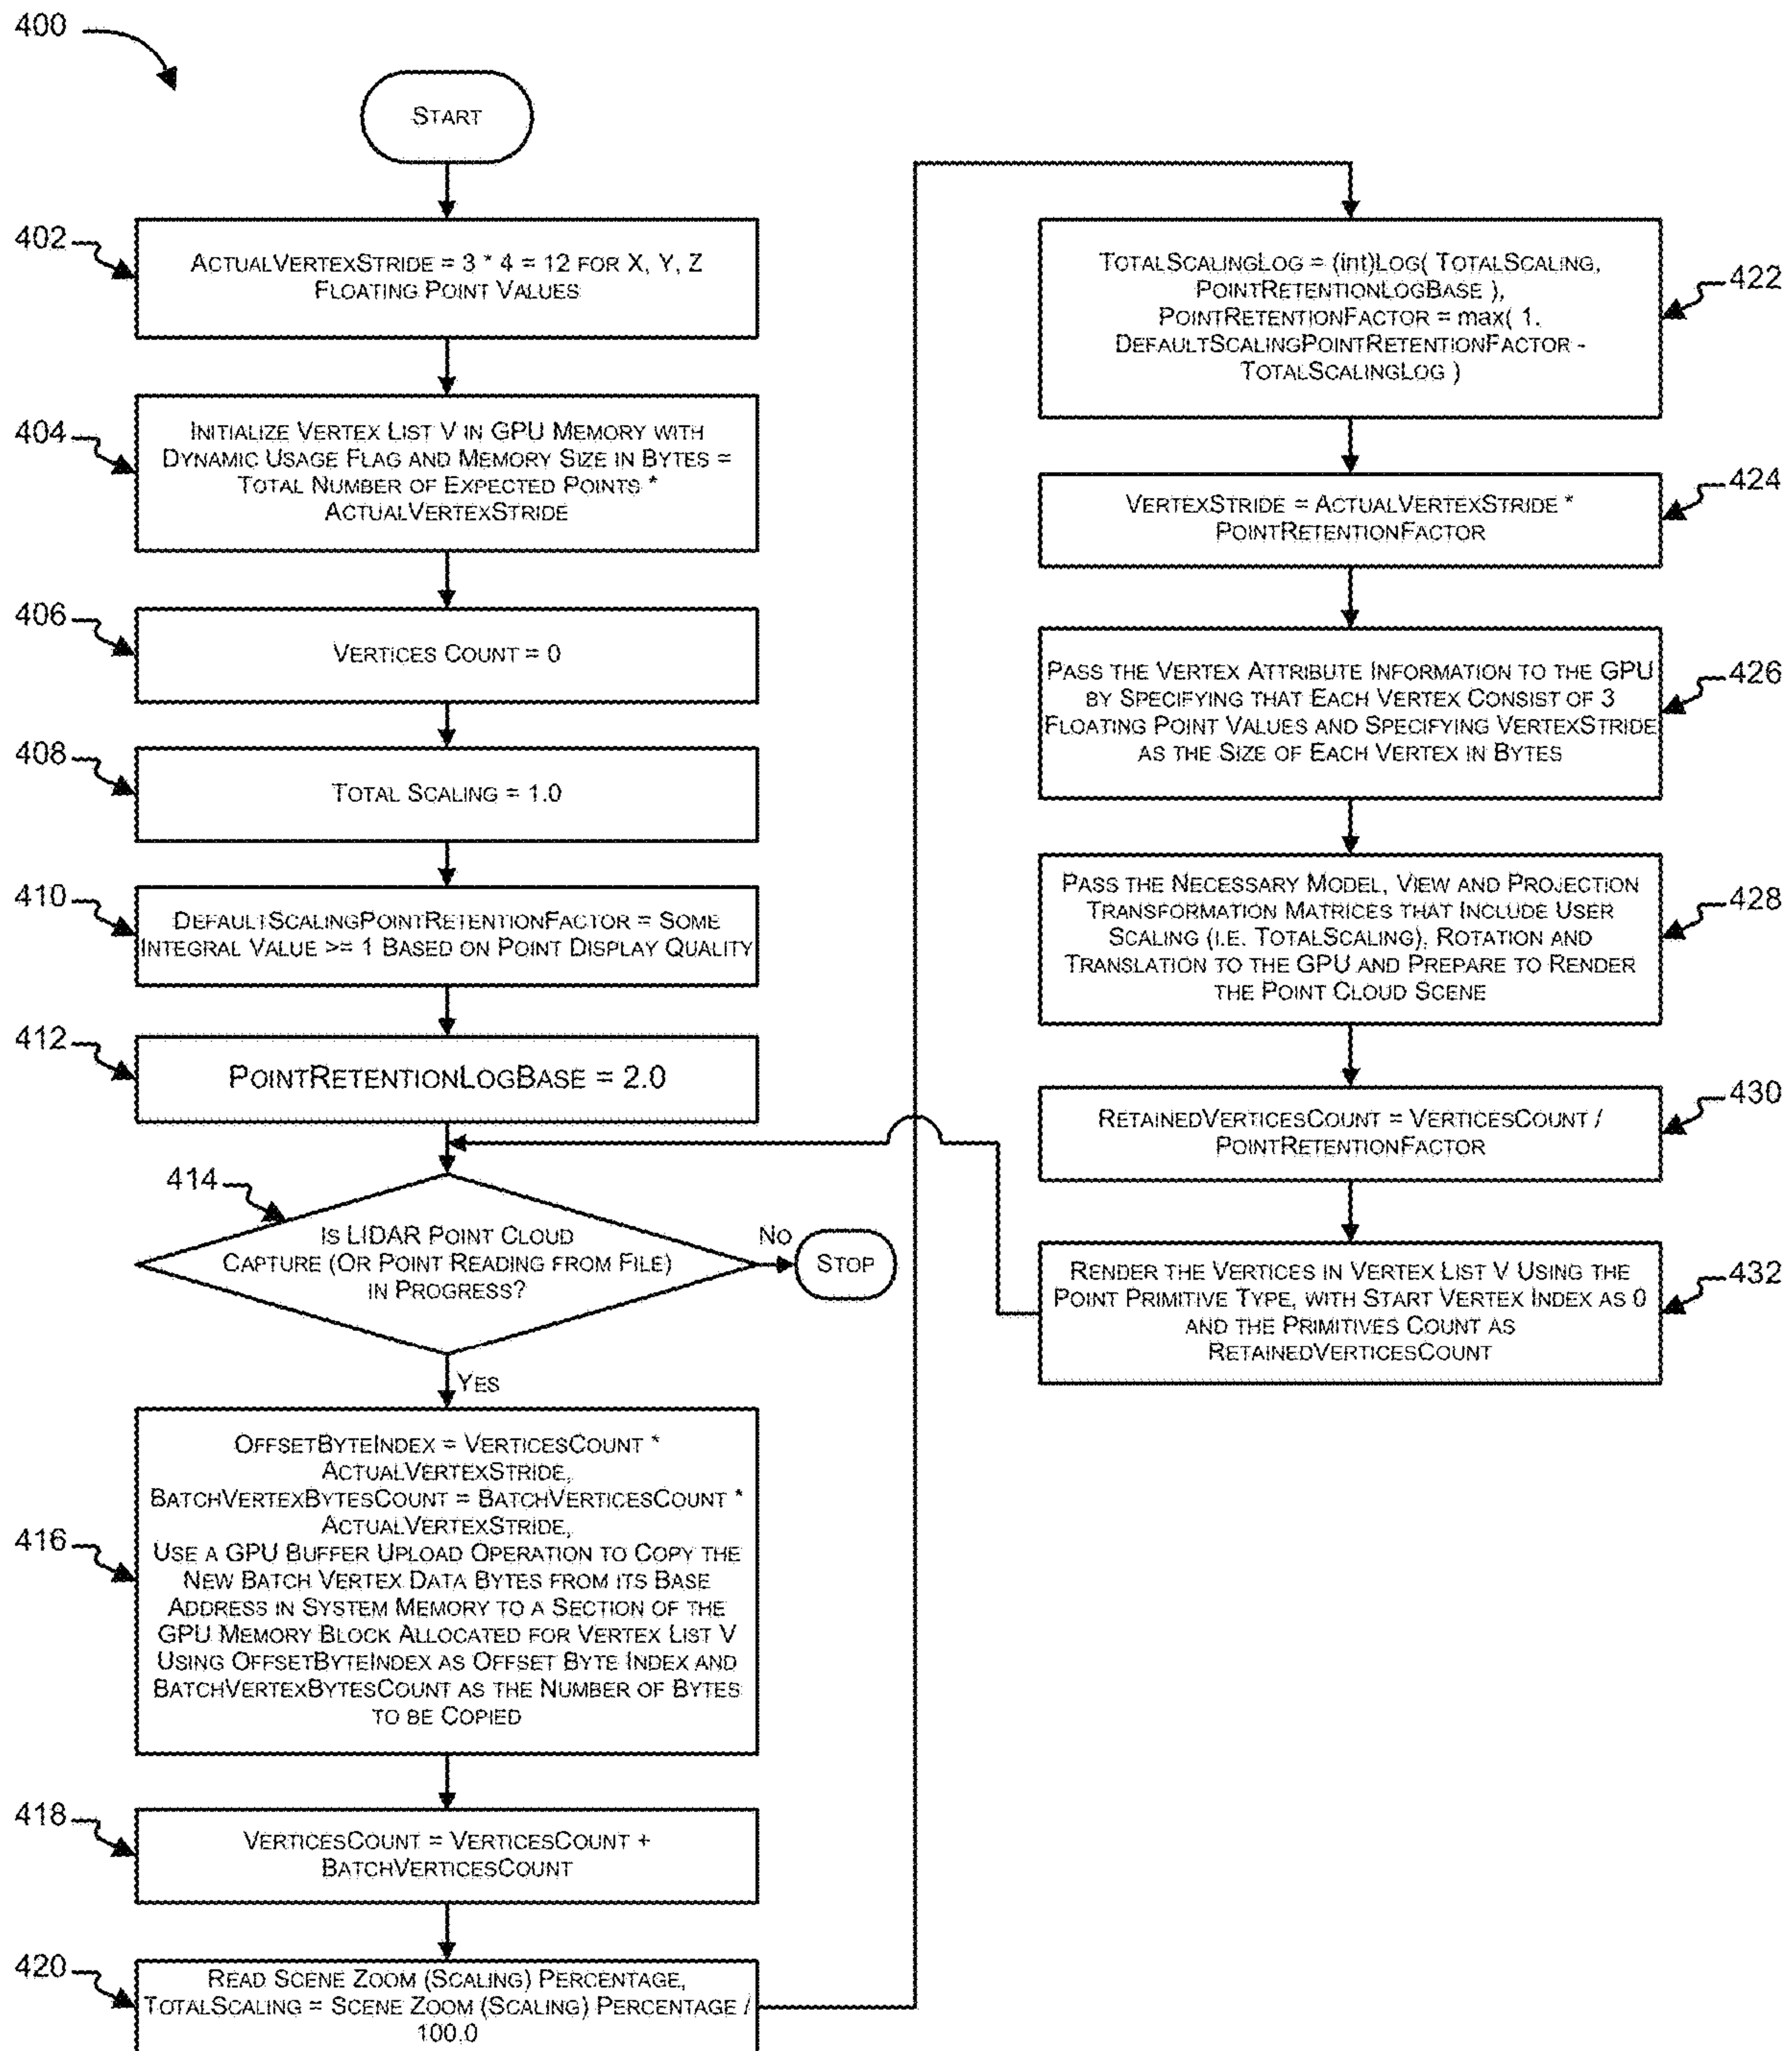 400
START
402
ACTUALVERTEXSTRIDE = 3 * 4 = 12 FOR X, Y, Z
FLOATING POINT VALUES
404
INITIALIZE VERTEX LIST V IN GPU MEMORY WITH
DYNAMIC USAGE FLAG AND MEMORY SIZE IN BYTES =
TOTAL NUMBER OF EXPECTED POINTS *
ACTUALVERTEXSTRIDE
406
VERTICES COUNT = 0
408
TOTAL SCALING = 1.0
410
DEFAULTSCALINGPOINTRETENTIONFACTOR = SOME
INTEGRAL VALUE >= 1 BASED ON POINT DISPLAY QUALITY
412
POINTRETENTIONLOGBASE = 2.0
414
IS LIDAR POINT CLOUD
CAPTURE (OR POINT READING FROM FILE)
IN PROGRESS?
NO
STOP
YES
416
OFFSETBYTEINDEX = VERTICESCOUNT *
ACTUALVERTEXSTRIDE,
BATCHVERTEXBYTESCOUNT = BATCHVERTICESCOUNT *
ACTUALVERTEXSTRIDE,
USE A GPU BUFFER UPLOAD OPERATION TO COPY THE
NEW BATCH VERTEX DATA BYTES FROM ITS BASE
ADDRESS IN SYSTEM MEMORY TO A SECTION OF THE
GPU MEMORY BLOCK ALLOCATED FOR VERTEX LIST V
USING OFFSETBYTEINDEX AS OFFSET BYTE INDEX AND
BATCHVERTEXBYTESCOUNT AS THE NUMBER OF BYTES
TO BE COPIED
418
VERTICESCOUNT = VERTICESCOUNT +
BATCHVERTICESCOUNT
420
READ SCENE ZOOM (SCALING) PERCENTAGE,
TOTALSCALING = SCENE ZOOM (SCALING) PERCENTAGE /
100.0
422
TOTALSCALINGLOG = (int)LOG( TOTALSCALING,
POINTRETENTIONLOGBASE ),
POINTRETENTIONFACTOR = max( 1,
DEFAULTSCALINGPOINTRETENTIONFACTOR -
TOTALSCALINGLOG )
424
VERTEXSTRIDE = ACTUALVERTEXSTRIDE *
POINTRETENTIONFACTOR
426
PASS THE VERTEX ATTRIBUTE INFORMATION TO THE GPU
BY SPECIFYING THAT EACH VERTEX CONSIST OF 3
FLOATING POINT VALUES AND SPECIFYING VERTEXSTRIDE
AS THE SIZE OF EACH VERTEX IN BYTES
428
PASS THE NECESSARY MODEL, VIEW AND PROJECTION
TRANSFORMATION MATRICES THAT INCLUDE USER
SCALING (I.E. TOTALSCALING), ROTATION AND
TRANSLATION TO THE GPU AND PREPARE TO RENDER
THE POINT CLOUD SCENE
430
RETAINEDVERTICESCOUNT = VERTICESCOUNT /
POINTRETENTIONFACTOR
432
RENDER THE VERTICES IN VERTEX LIST V USING THE
POINT PRIMITIVE TYPE, WITH START VERTEX INDEX AS 0
AND THE PRIMITIVES COUNT AS
RETAINEDVERTICESCOUNT